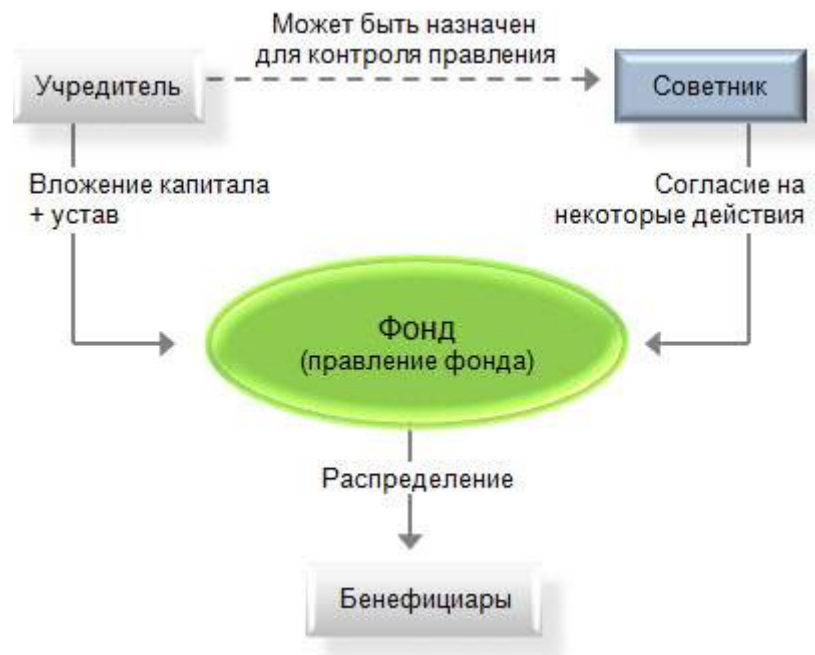 Может быть назначен
для контроля правления
Учредитель
Советник
Вложение капитала
+ устав
Согласие на
некоторые действия
Фонд
(правление фонда)
Распределение
Бенефициары